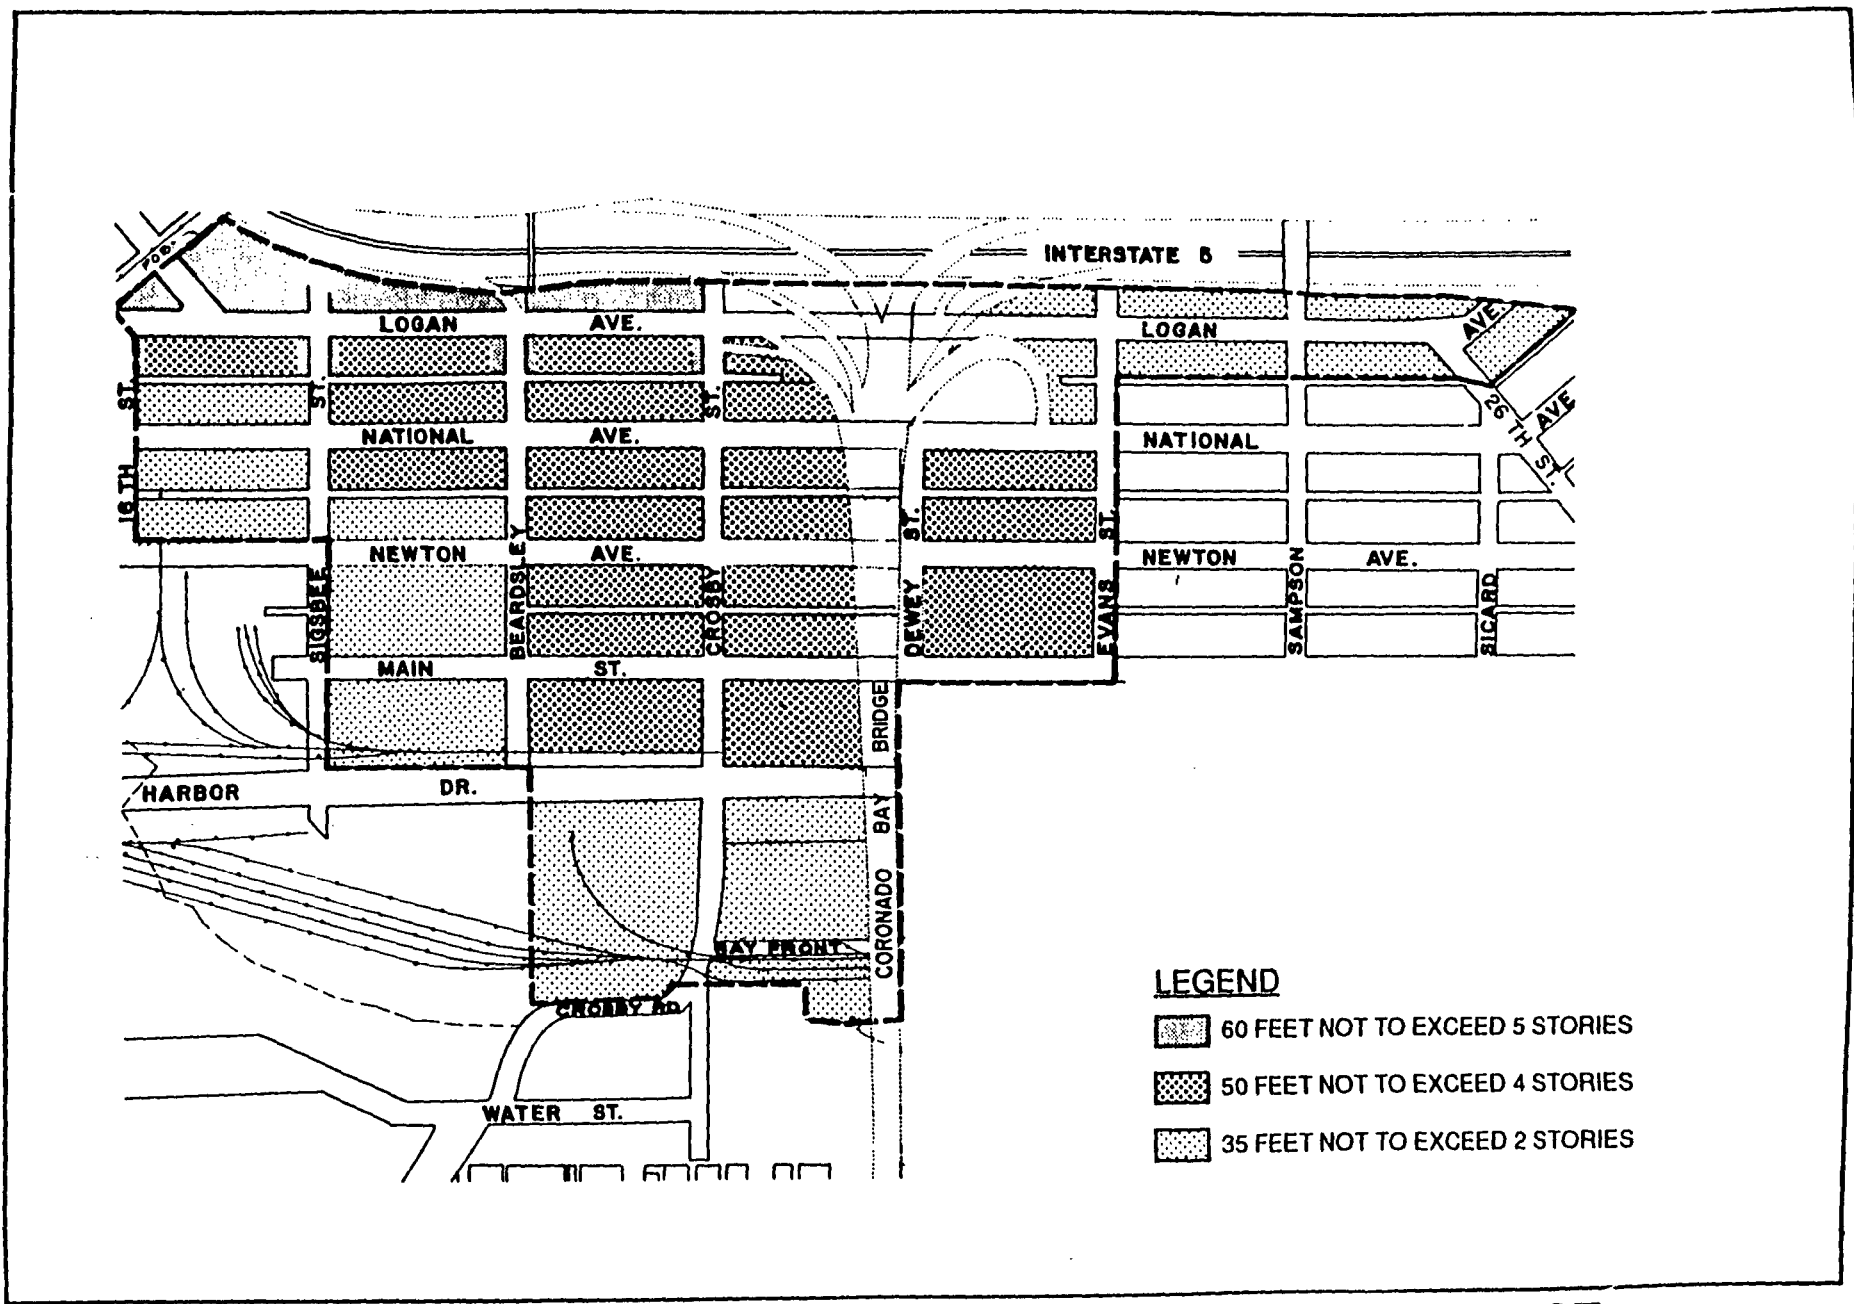 P.O.B.
INTERSTATE 5
LOGAN AVE.
LOGAN
AVE.
16TH ST.
ST.
ST.
NATIONAL AVE.
NATIONAL
AVE
26TH ST.
NEWTON AVE.
NEWTON AVE.
SIGSBEE
BEARDSLEY
CROSBY
DEWEY ST.
EVANS ST.
SAMPSON
SICARD
MAIN ST.
HARBOR DR.
CORONADO BAY BRIDGE
BAY FRONT
CROSBY RD
WATER ST.
LEGEND
60 FEET NOT TO EXCEED 5 STORIES
50 FEET NOT TO EXCEED 4 STORIES
35 FEET NOT TO EXCEED 2 STORIES